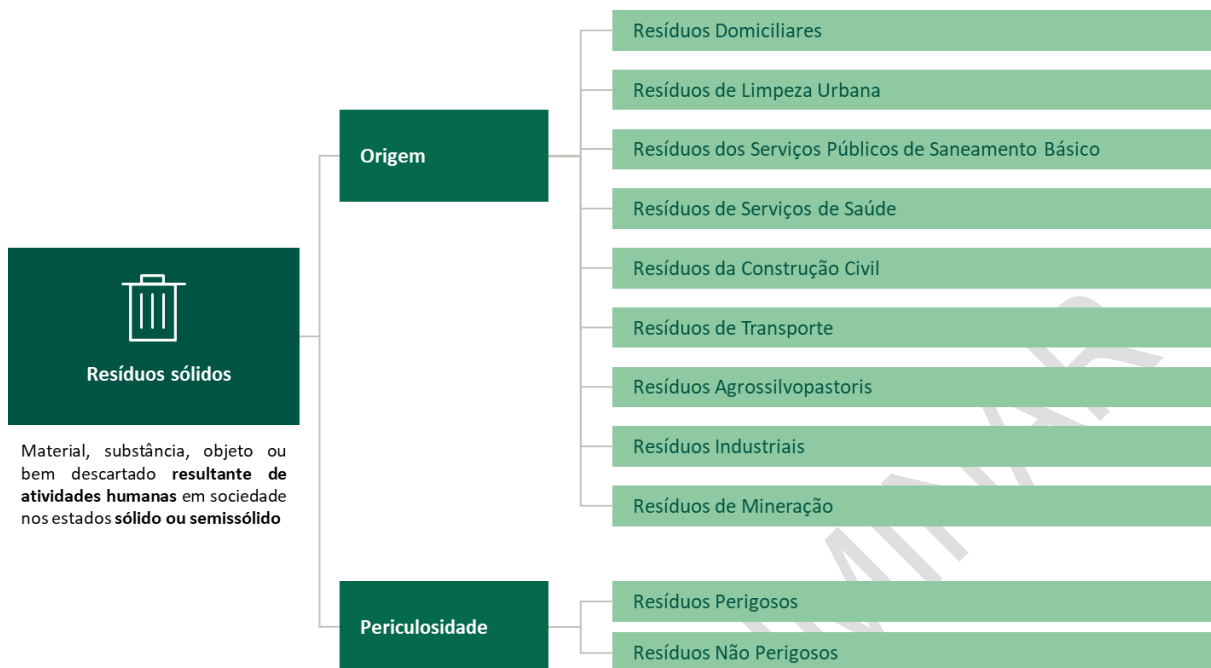 Resíduos Domiciliares
Resíduos de Limpeza Urbana
Origem
Resíduos dos Serviços Públicos de Saneamento Básico
Resíduos de Serviços de Saúde
Resíduos da Construção Civil
Resíduos de Transporte
Resíduos sólidos
Resíduos Agrossilvopastoris
Material, substância, objeto ou
bem descartado resultante de
atividades humanas em sociedade
nos estados sólido ou semissólido
Resíduos Industriais
Resíduos de Mineração
Periculosidade
Resíduos Perigosos
Resíduos Não Perigosos
MINAR